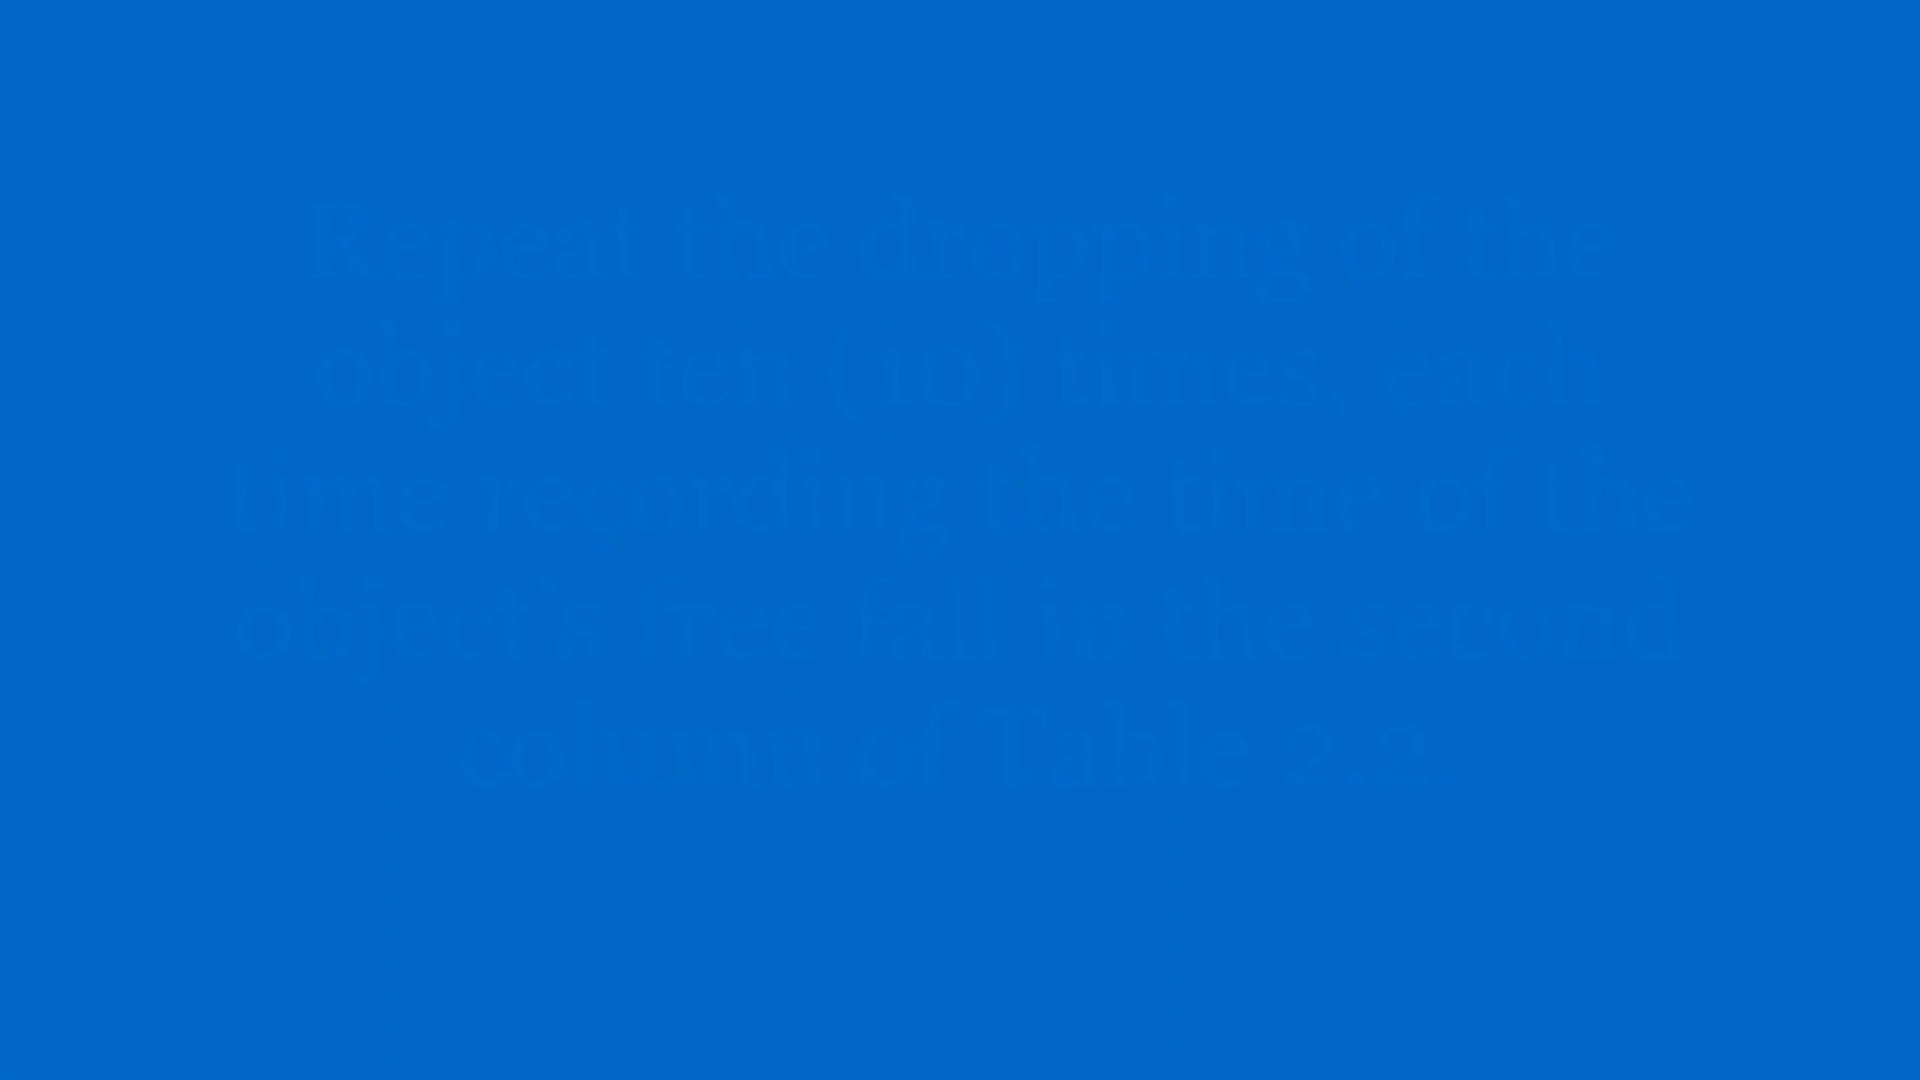 Repeat the dropping of the
object ten (10) times, each
time recording the time of the
object's free fall in the second
column of Table 2.2.